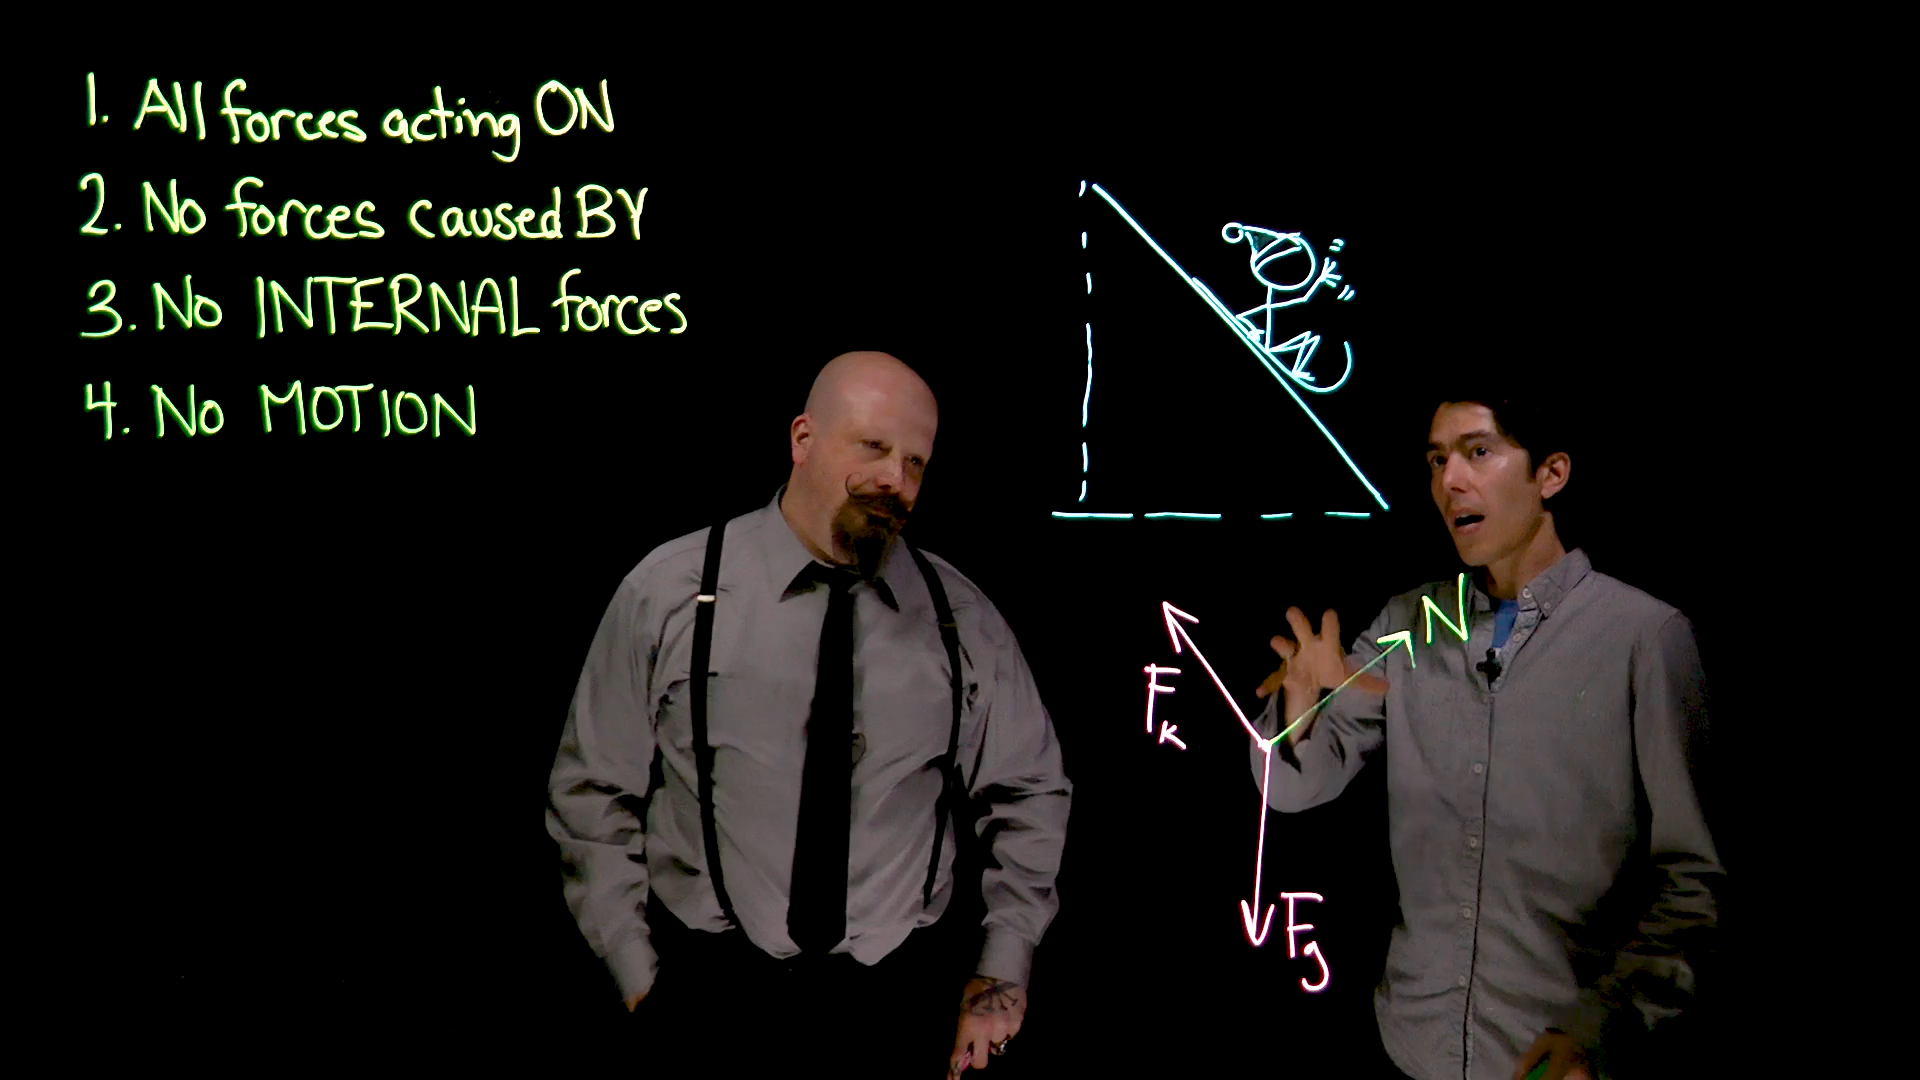 1. All forces acting ON
2. No forces caused BY
3. No INTERNAL forces
4. No MOTION
N
Fk
Fg